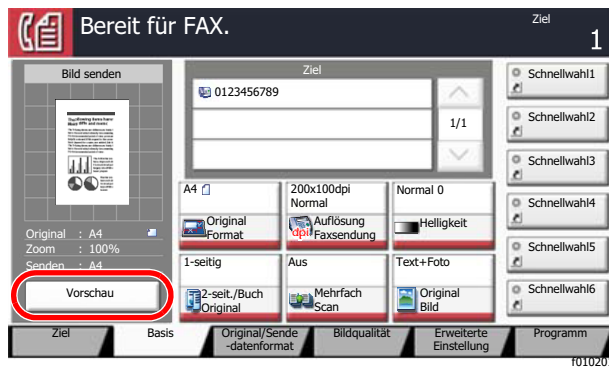 Bereit für FAX.
Ziel
1
Bild senden
Original : A4
Zoom : 100%
Senden : A4
Vorschau
Ziel
0123456789
1/1
A4
Original
Format
200x100dpi
Normal
dpi
Auflösung
Faxsendung
Normal 0
Helligkeit
1-seitig
2-seit./Buch
Original
Aus
Mehrfach
Scan
Text+Foto
Original
Bild
Schnellwahl1
Schnellwahl2
Schnellwahl3
Schnellwahl4
Schnellwahl5
Schnellwahl6
Ziel
Basis
Original/Sende
-datenformat
Bildqualität
Erweiterte
Einstellung
Programm
f010201